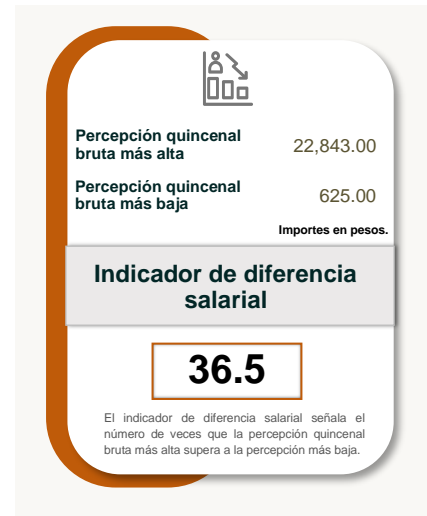 Percepción quincenal
bruta más alta
22,843.00
Percepción quincenal
bruta más baja
625.00
Importes en pesos.
Indicador de diferencia
salarial
36.5
El indicador de diferencia salarial señala el
número de veces que la percepción quincenal
bruta más alta supera a la percepción más baja.